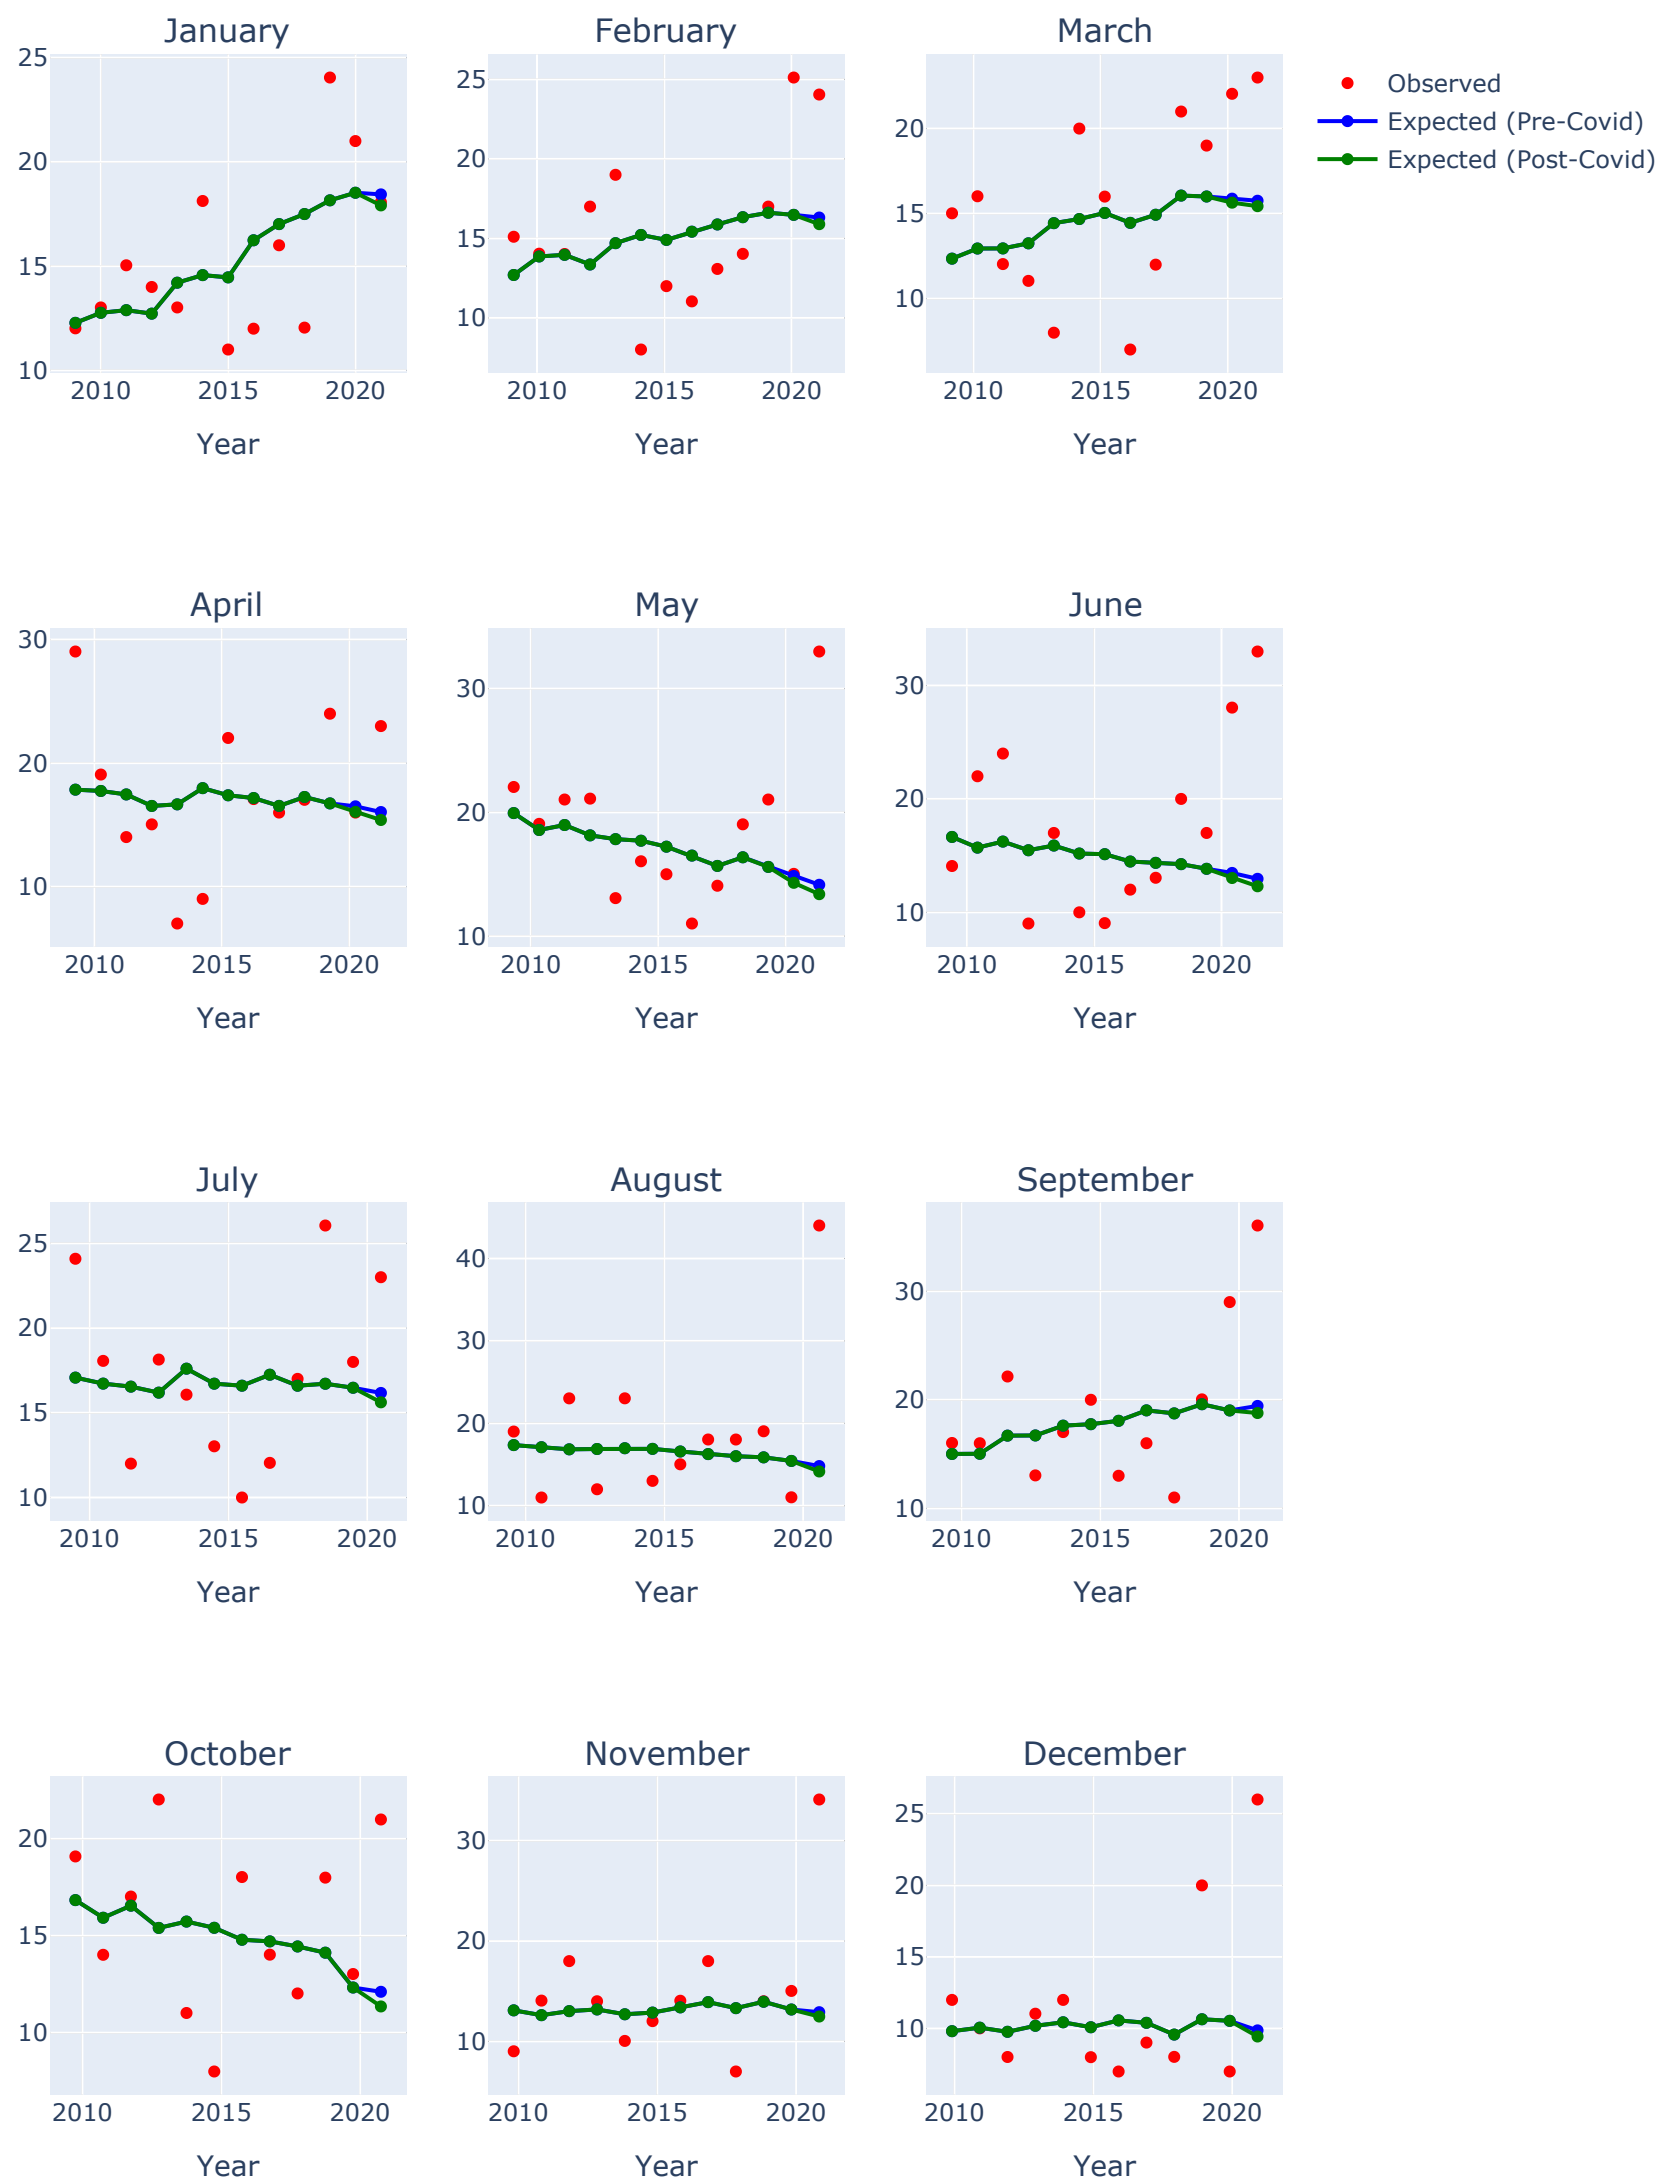 January
February
March
Observed
Expected (Pre-Covid)
Expected (Post-Covid)
25
20
15
10
2010
2015
2020
Year
25
20
15
10
2010
2015
2020
Year
20
15
10
2010
2015
2020
Year
April
May
June
30
20
10
2010
2015
2020
Year
30
20
10
2010
2015
2020
Year
30
20
10
2010
2015
2020
Year
July
August
September
25
20
15
10
2010
2015
2020
Year
40
30
20
10
2010
2015
2020
Year
30
20
10
2010
2015
2020
Year
October
November
December
20
15
10
2010
2015
2020
Year
30
20
10
2010
2015
2020
Year
25
20
15
10
2010
2015
2020
Year